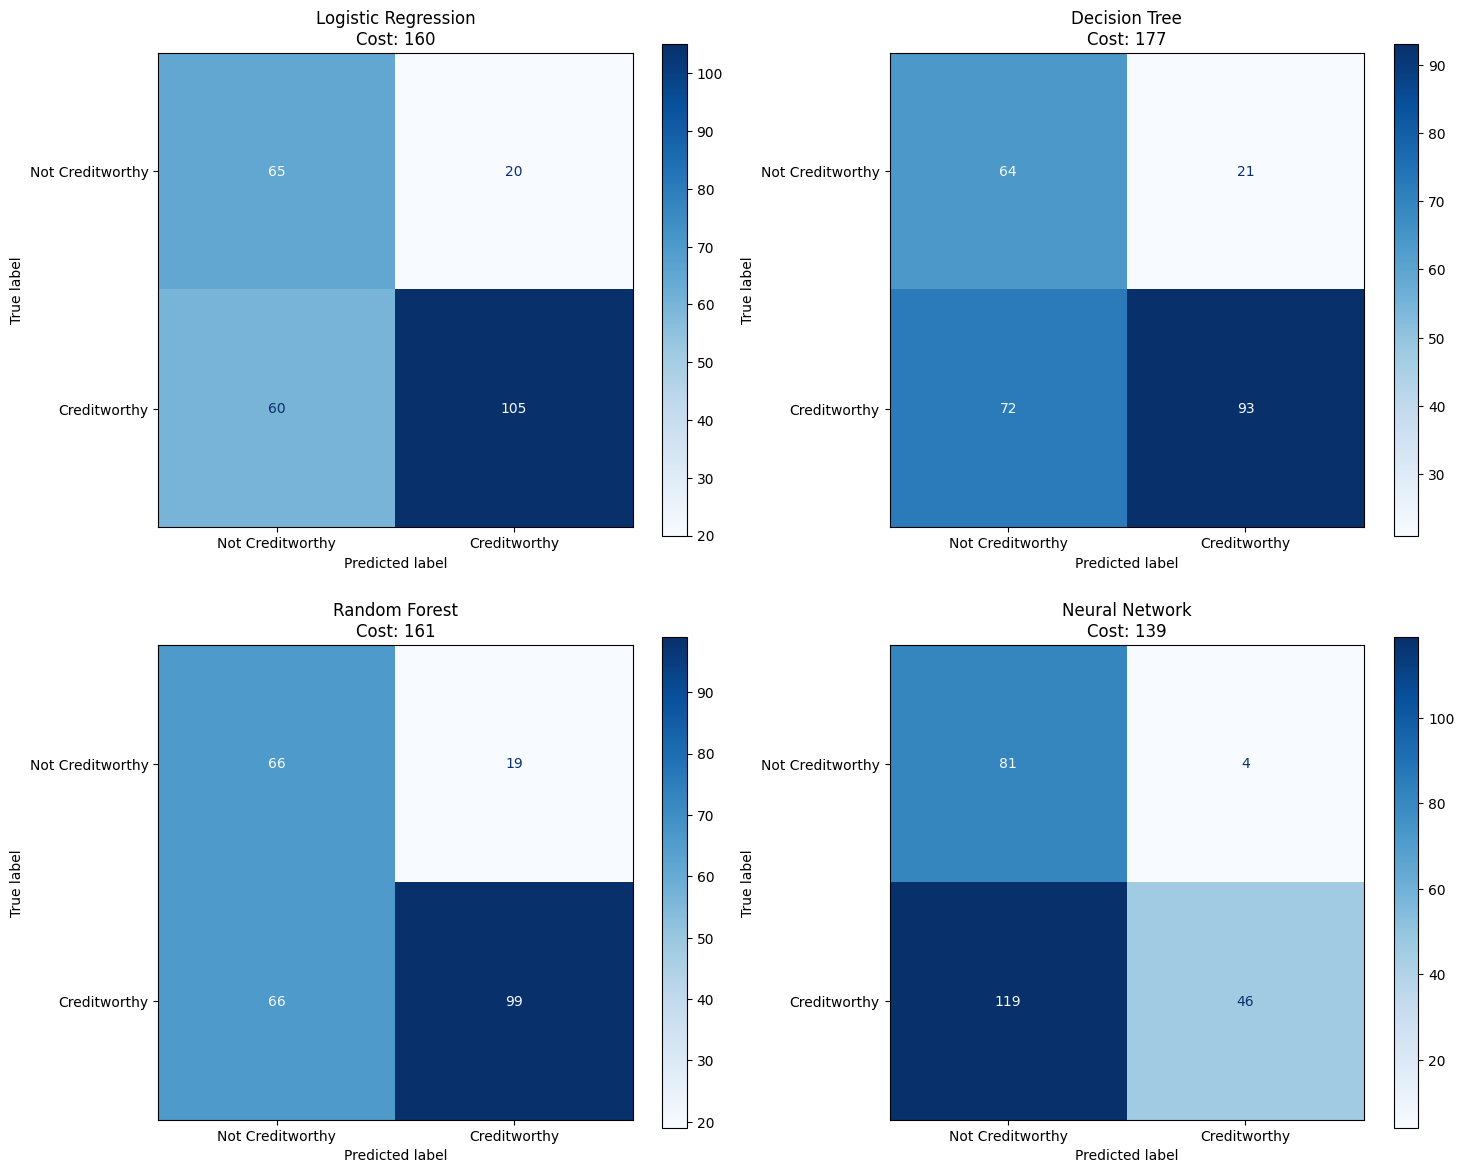 Logistic Regression
Cost: 160
True label
Not Creditworthy
Creditworthy
65
20
60
105
Not Creditworthy
Creditworthy
Predicted label
100
90
80
70
60
50
40
30
20
Decision Tree
Cost: 177
True label
Not Creditworthy
Creditworthy
64
21
72
93
Not Creditworthy
Creditworthy
Predicted label
90
80
70
60
50
40
30
Random Forest
Cost: 161
True label
Not Creditworthy
Creditworthy
66
19
66
99
Not Creditworthy
Creditworthy
Predicted label
90
80
70
60
50
40
30
20
Neural Network
Cost: 139
True label
Not Creditworthy
Creditworthy
81
4
119
46
Not Creditworthy
Creditworthy
Predicted label
100
80
60
40
20